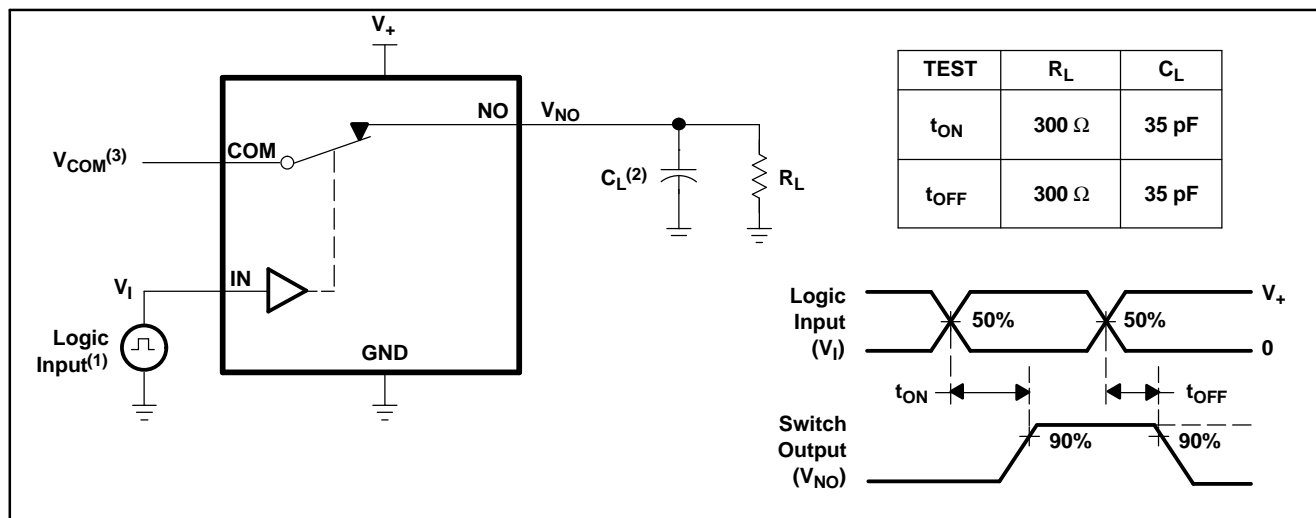 V+
NO
VNO
COM
VCOM(3)
CL(2)
RL
VI
IN
Logic
Input(1)
GND
TEST RL CL
tON 300 Ω 35 pF
tOFF 300 Ω 35 pF
Logic
Input
(VI)
50%
50%
V+
0
tON
tOFF
Switch
Output
(VNO)
90%
90%